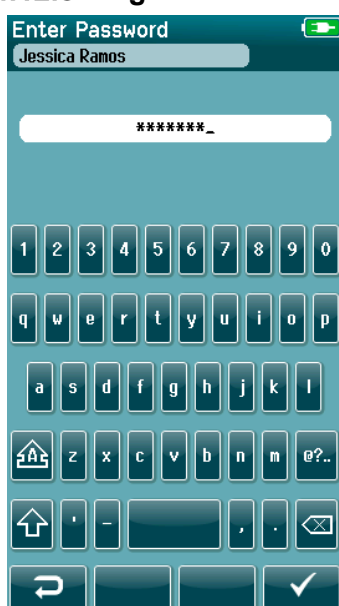 Enter Password
Jessica Ramos
*******_
1 2 3 4 5 6 7 8 9 0
q w e r t y u i o p
a s d f g h j k l
A z x c v b n m @?..
' - , .